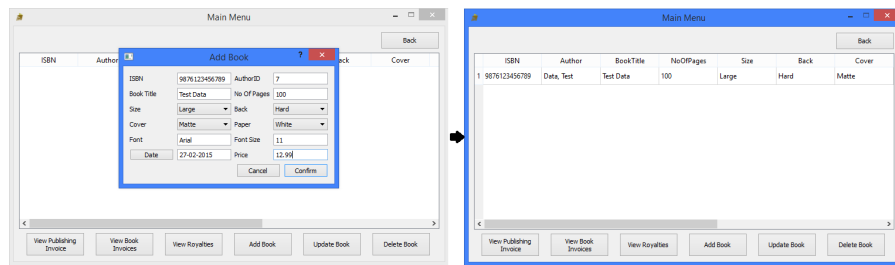 Main Menu
Back
ISBN Author ack Cover
Add Book ?
ISBN 9876123456789 AuthorID 7
Book Title Test Data No Of Pages 100
Size Large Back Hard
Cover Matte Paper White
Font Arial Font Size 11
Date 27-02-2015 Price 12.99
Cancel Confirm
View Publishing Invoice View Book Invoices View Royalties Add Book Update Book Delete Book
Main Menu
Back
ISBN Author BookTitle NoOfPages Size Back Cover
1 9876123456789 Data, Test Test Data 100 Large Hard Matte
View Publishing Invoice View Book Invoices View Royalties Add Book Update Book Delete Book